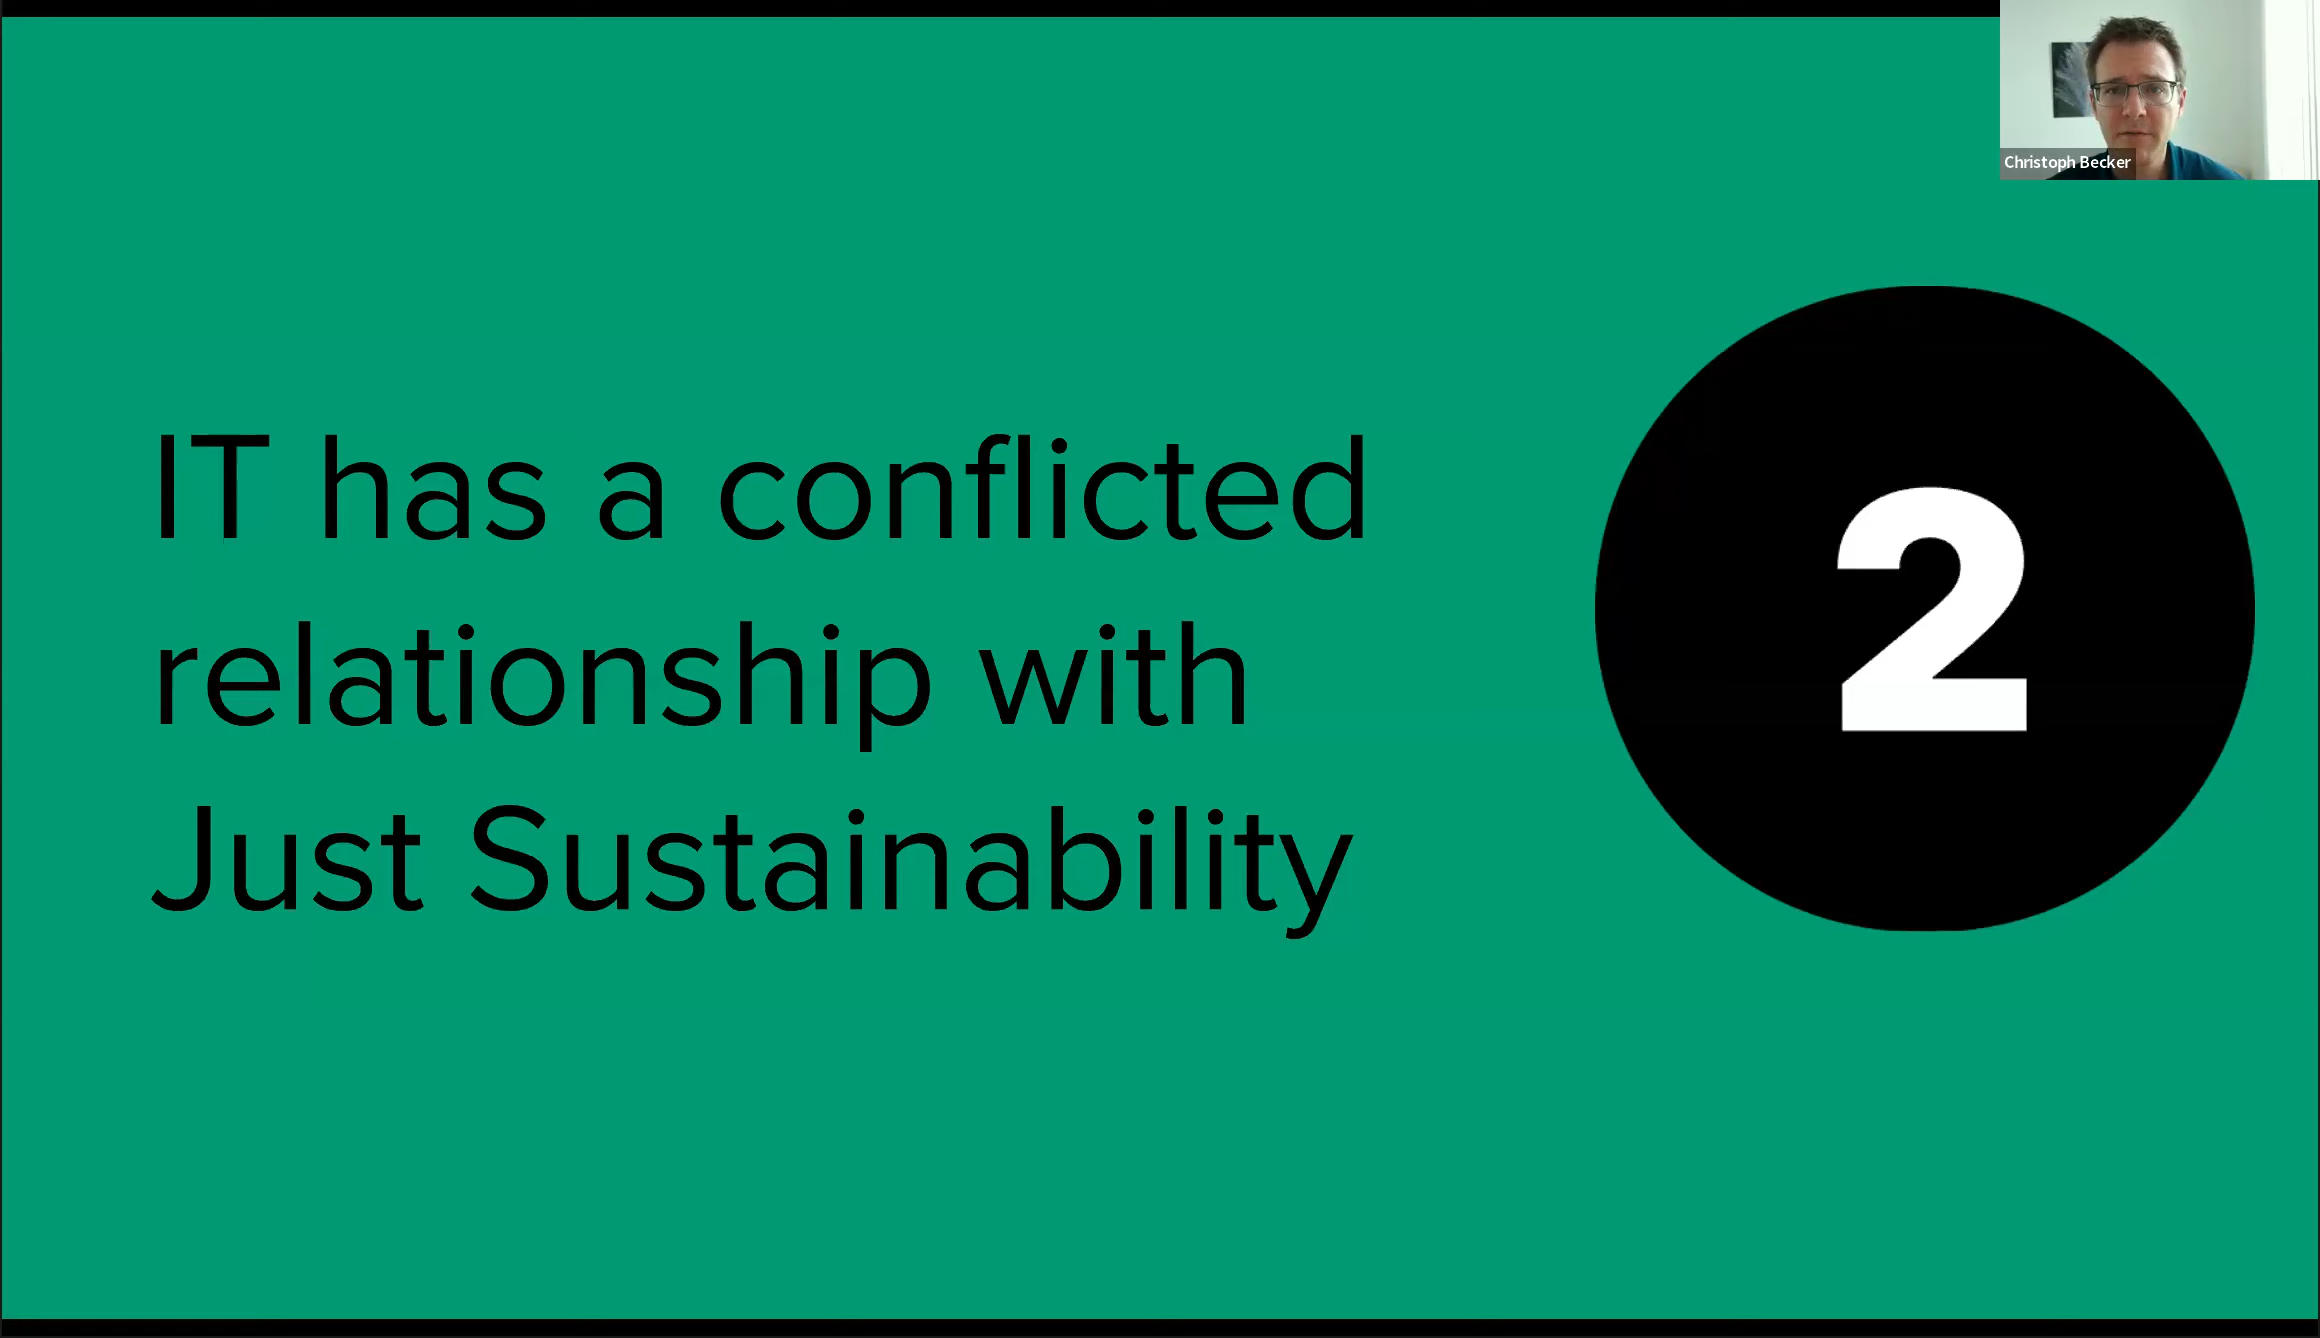 Christoph Becker
IT has a conflicted
relationship with
Just Sustainability
2